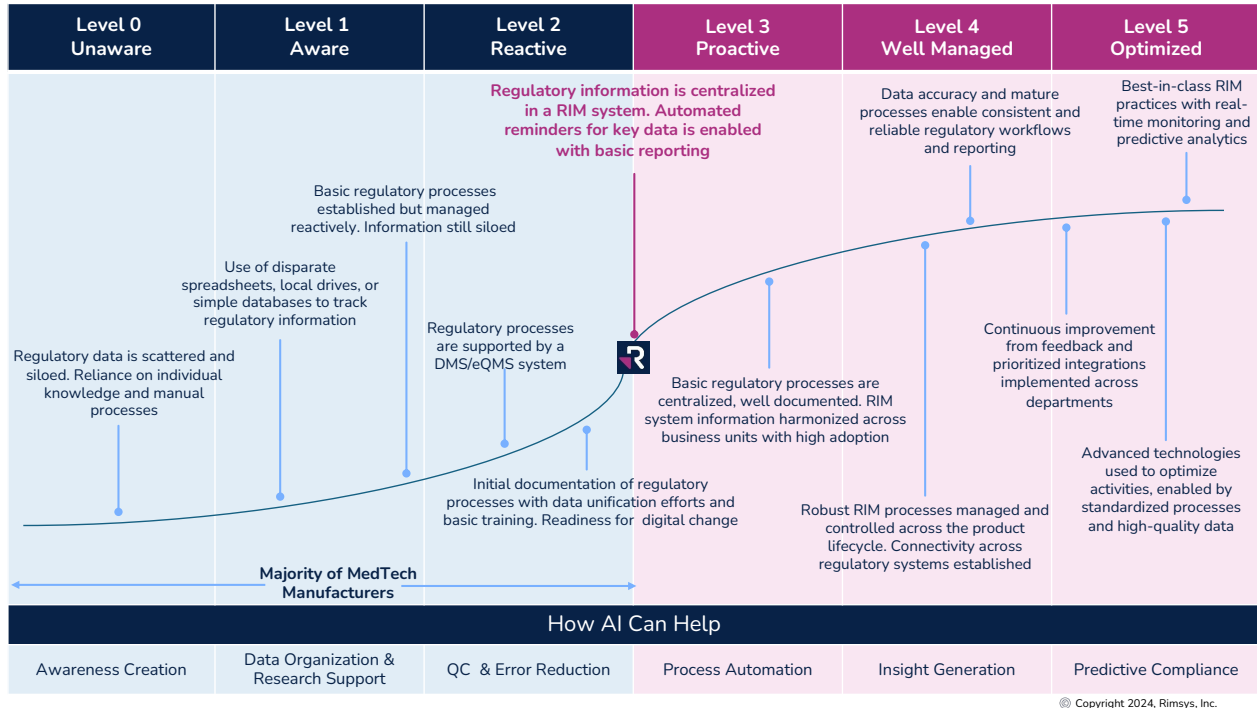 Level 0
Unaware
Level 1
Aware
Level 2
Reactive
Level 3
Proactive
Level 4
Well Managed
Level 5
Optimized
Regulatory information is centralized
in a RIM system. Automated
reminders for key data is enabled
with basic reporting
Data accuracy and mature
processes enable consistent and
reliable regulatory workflows
and reporting
Best-in-class RIM
practices with real-
time monitoring and
predictive analytics
Basic regulatory processes
established but managed
reactively. Information still siloed
Use of disparate
spreadsheets, local drives, or
simple databases to track
regulatory information
Regulatory processes
are supported by a
DMS/eQMS system
Regulatory data is scattered and
siloed. Reliance on individual
knowledge and manual
processes
R
Basic regulatory processes are
centralized, well documented. RIM
system information harmonized across
business units with high adoption
Continuous improvement
from feedback and
prioritized integrations
implemented across
departments
Initial documentation of regulatory
processes with data unification efforts and
basic training. Readiness for digital change
Robust RIM processes managed and
controlled across the product
lifecycle. Connectivity across
regulatory systems established
Advanced technologies
used to optimize
activities, enabled by
standardized processes
and high-quality data
Majority of MedTech
Manufacturers
How AI Can Help
Awareness Creation
Data Organization &
Research Support
QC & Error Reduction
Process Automation
Insight Generation
Predictive Compliance
© Copyright 2024, Rimsys, Inc.